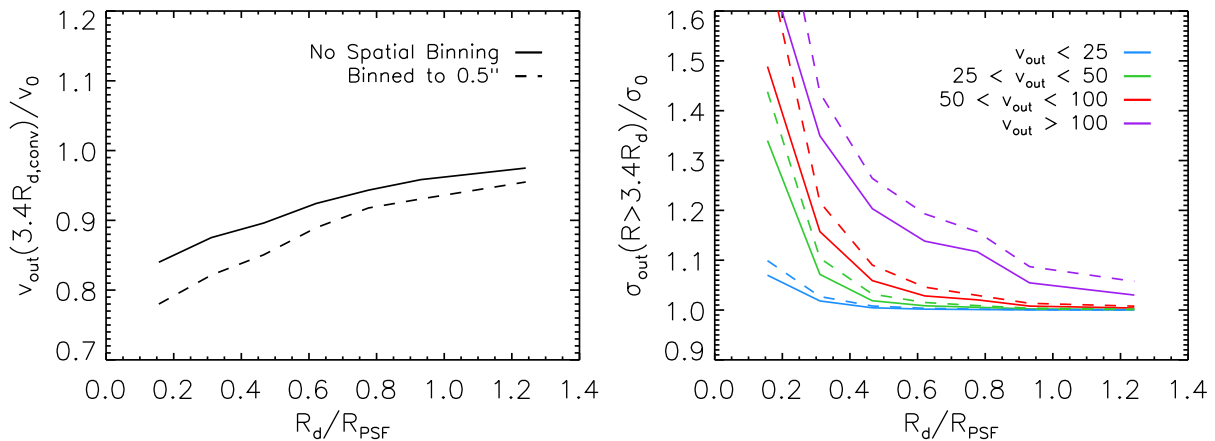 v_out(3.4R_d,conv)/v_0
1.2
1.1
1.0
0.9
0.8
0.7
No Spatial Binning
Binned to 0.5"
0.0 0.2 0.4 0.6 0.8 1.0 1.2 1.4
R_d/R_PSF
σ_out(R>3.4R_d)/σ_0
1.6
1.5
1.4
1.3
1.2
1.1
1.0
0.9
v_out < 25
25 < v_out < 50
50 < v_out < 100
v_out > 100
0.0 0.2 0.4 0.6 0.8 1.0 1.2 1.4
R_d/R_PSF